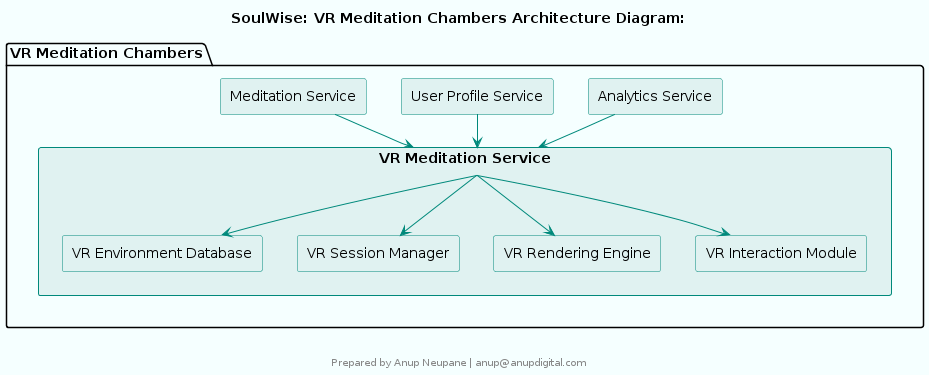 SoulWise: VR Meditation Chambers Architecture Diagram:
VR Meditation Chambers
Meditation Service
User Profile Service
Analytics Service
VR Meditation Service
VR Environment Database
VR Session Manager
VR Rendering Engine
VR Interaction Module
Prepared by Anup Neupane | anup@anupdigital.com